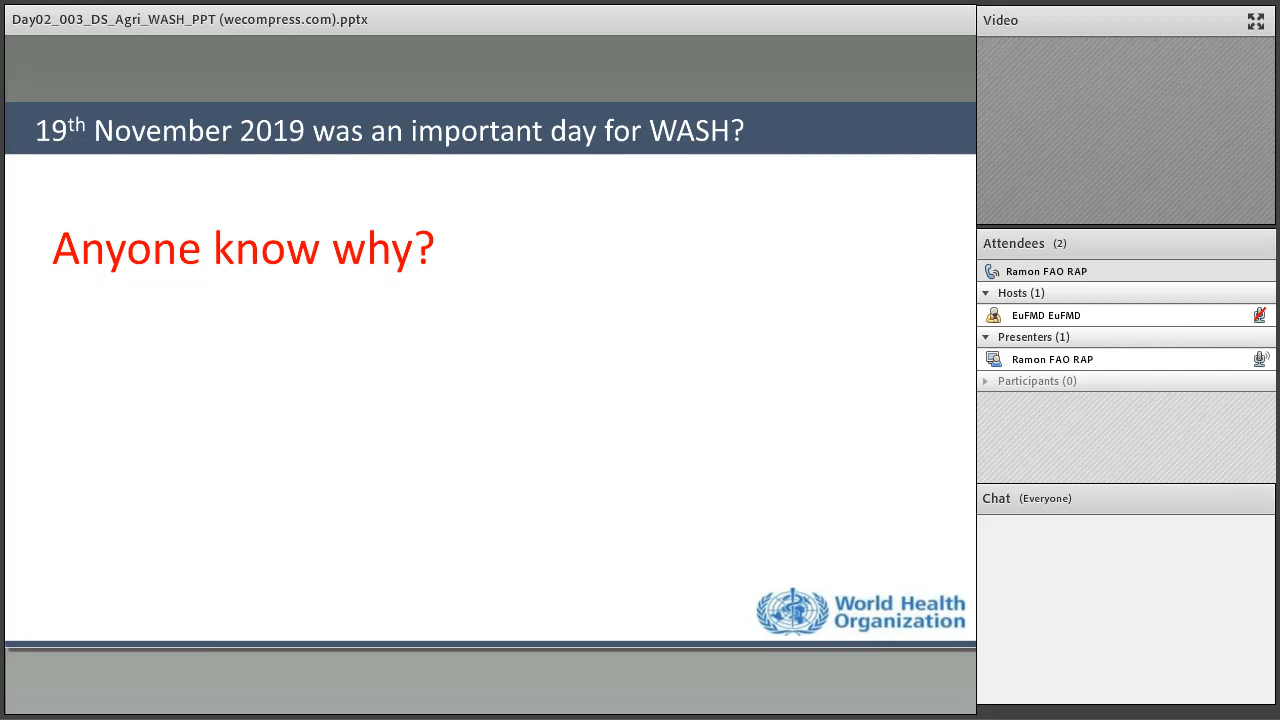 Day02_003_DS_Agri_WASH_PPT (wecompress.com).pptx
19th November 2019 was an important day for WASH?
Anyone know why?
World Health
Organization
Video
Attendees (2)
Ramon FAO RAP
Hosts (1)
EuFMD EuFMD
Presenters (1)
Ramon FAO RAP
Participants (0)
Chat (Everyone)